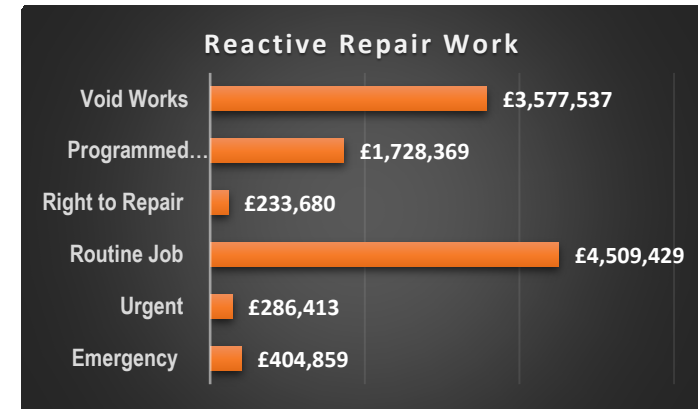 Reactive Repair Work
Void Works £3,577,537
Programmed... £1,728,369
Right to Repair £233,680
Routine Job £4,509,429
Urgent £286,413
Emergency £404,859